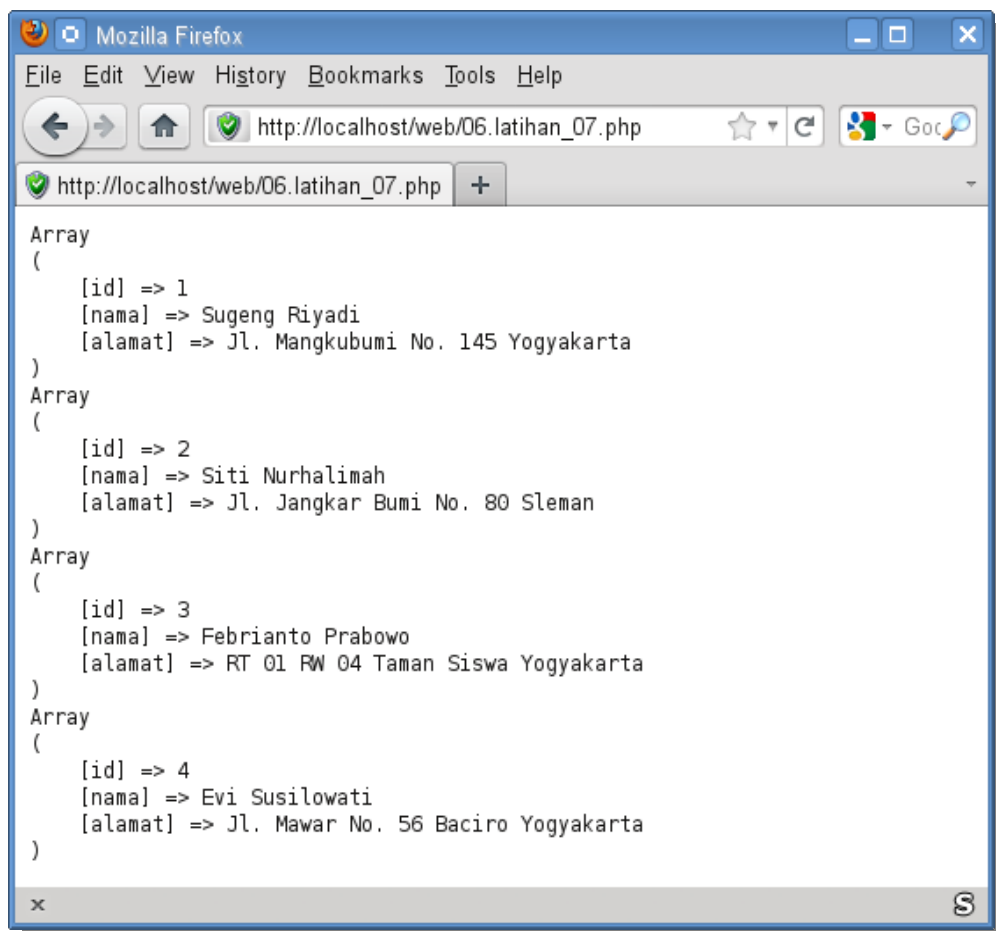 Mozilla Firefox
File Edit View History Bookmarks Tools Help
http://localhost/web/06.latihan_07.php
http://localhost/web/06.latihan_07.php +
Array
(
    [id] => 1
    [nama] => Sugeng Riyadi
    [alamat] => Jl. Mangkubumi No. 145 Yogyakarta
)
Array
(
    [id] => 2
    [nama] => Siti Nurhalimah
    [alamat] => Jl. Jangkar Bumi No. 80 Sleman
)
Array
(
    [id] => 3
    [nama] => Febrianto Prabowo
    [alamat] => RT 01 RW 04 Taman Siswa Yogyakarta
)
Array
(
    [id] => 4
    [nama] => Evi Susilowati
    [alamat] => Jl. Mawar No. 56 Baciro Yogyakarta
)
x S